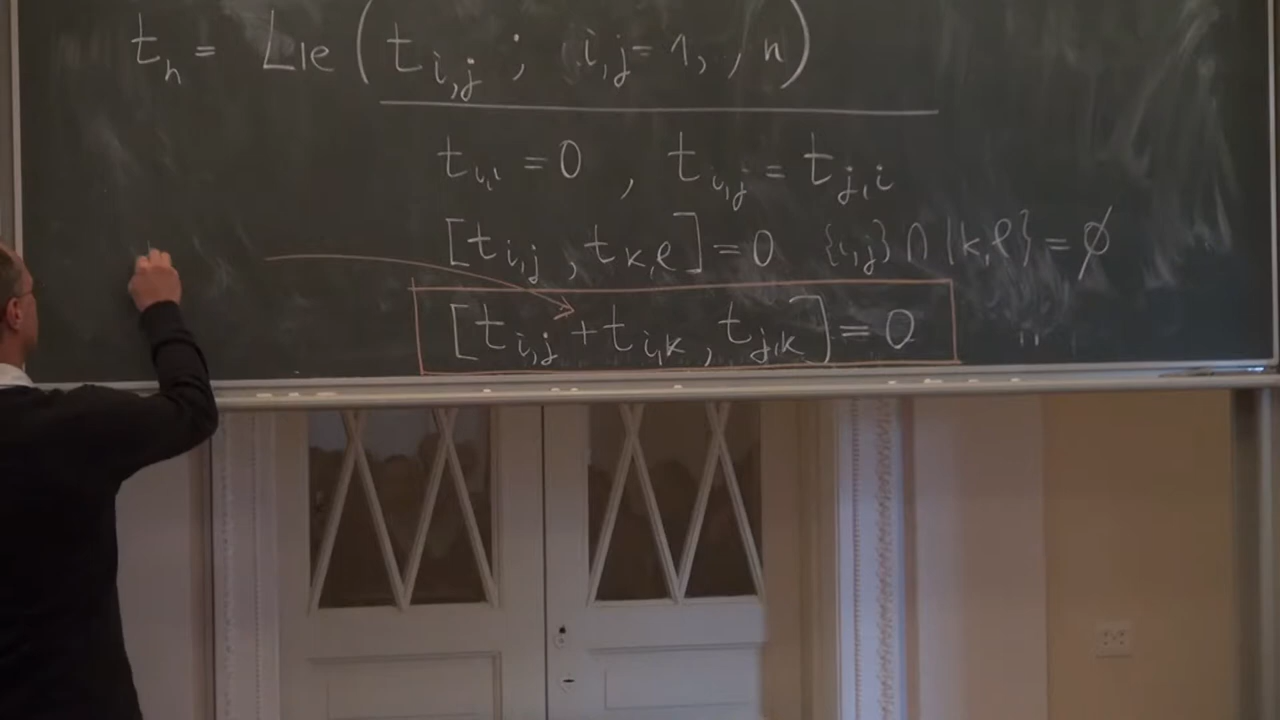 t_n = Lie ( t_{i,j} ; i,j = 1, , n )
t_{i,i} = 0 , t_{i,j} = t_{j,i}
[ t_{i,j} , t_{k,l} ] = 0 {i,j} ∩ {k,l} = ∅
[ t_{i,j} + t_{i,k} , t_{j,k} ] = 0 "